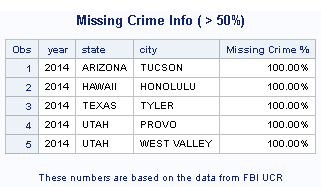 Missing Crime Info ( > 50%)
Obs year state city Missing Crime %
1 2014 ARIZONA TUCSON 100.00%
2 2014 HAWAII HONOLULU 100.00%
3 2014 TEXAS TYLER 100.00%
4 2014 UTAH PROVO 100.00%
5 2014 UTAH WEST VALLEY 100.00%
These numbers are based on the data from FBI UCR